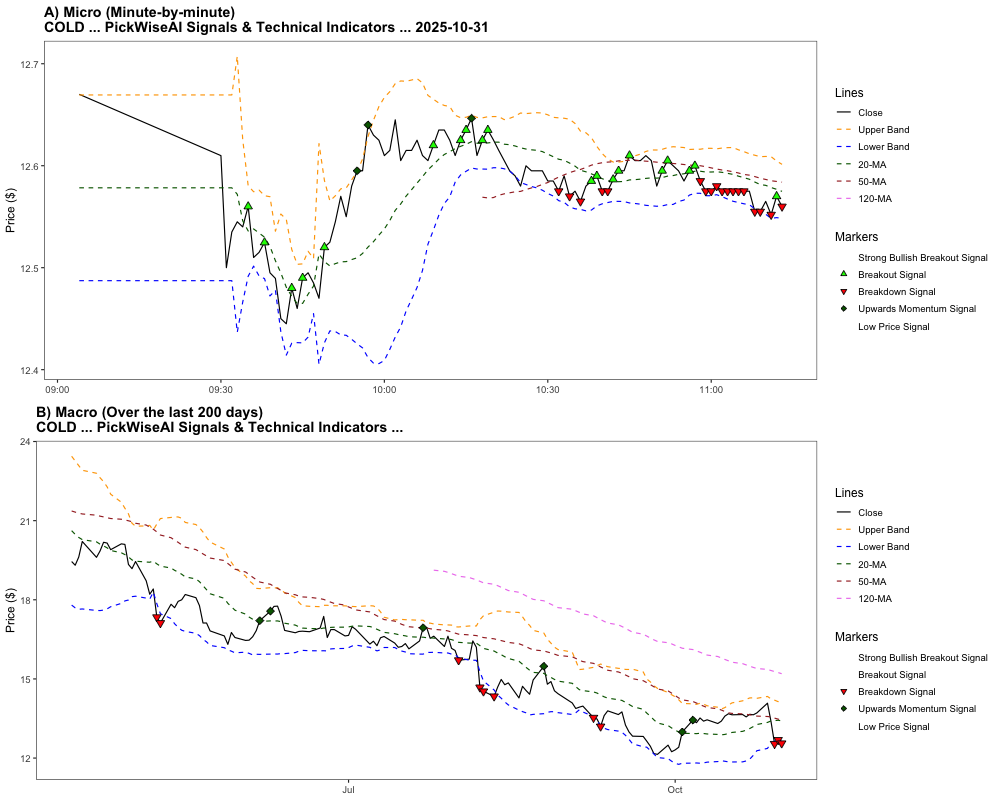 A) Micro (Minute-by-minute)
COLD ... PickWiseAI Signals & Technical Indicators ... 2025-10-31
12.7
12.6
12.5
12.4
Price ($)
09:00
09:30
10:00
10:30
11:00
Lines
Close
Upper Band
Lower Band
20-MA
50-MA
120-MA
Markers
Strong Bullish Breakout Signal
Breakout Signal
Breakdown Signal
Upwards Momentum Signal
Low Price Signal
B) Macro (Over the last 200 days)
COLD ... PickWiseAI Signals & Technical Indicators ...
24
21
18
15
12
Price ($)
Jul
Oct
Lines
Close
Upper Band
Lower Band
20-MA
50-MA
120-MA
Markers
Strong Bullish Breakout Signal
Breakout Signal
Breakdown Signal
Upwards Momentum Signal
Low Price Signal